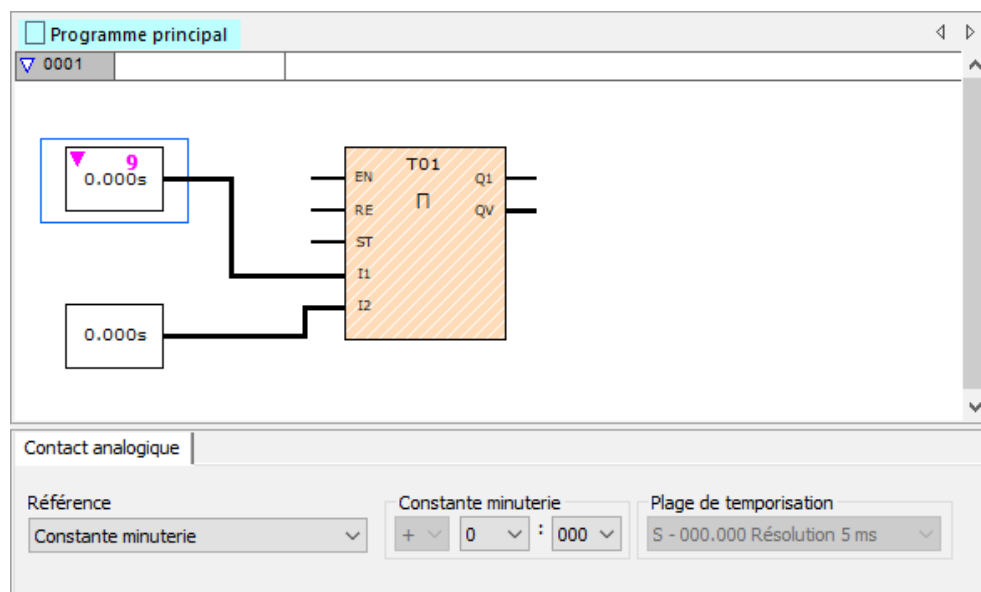 Programme principal
0001
9
0.000s
T01
EN
Q1
RE
QV
ST
I1
I2
0.000s
Contact analogique
Référence
Constante minuterie
Plage de temporisation
Constante minuterie
+ 0 : 000
S - 000.000 Résolution 5 ms